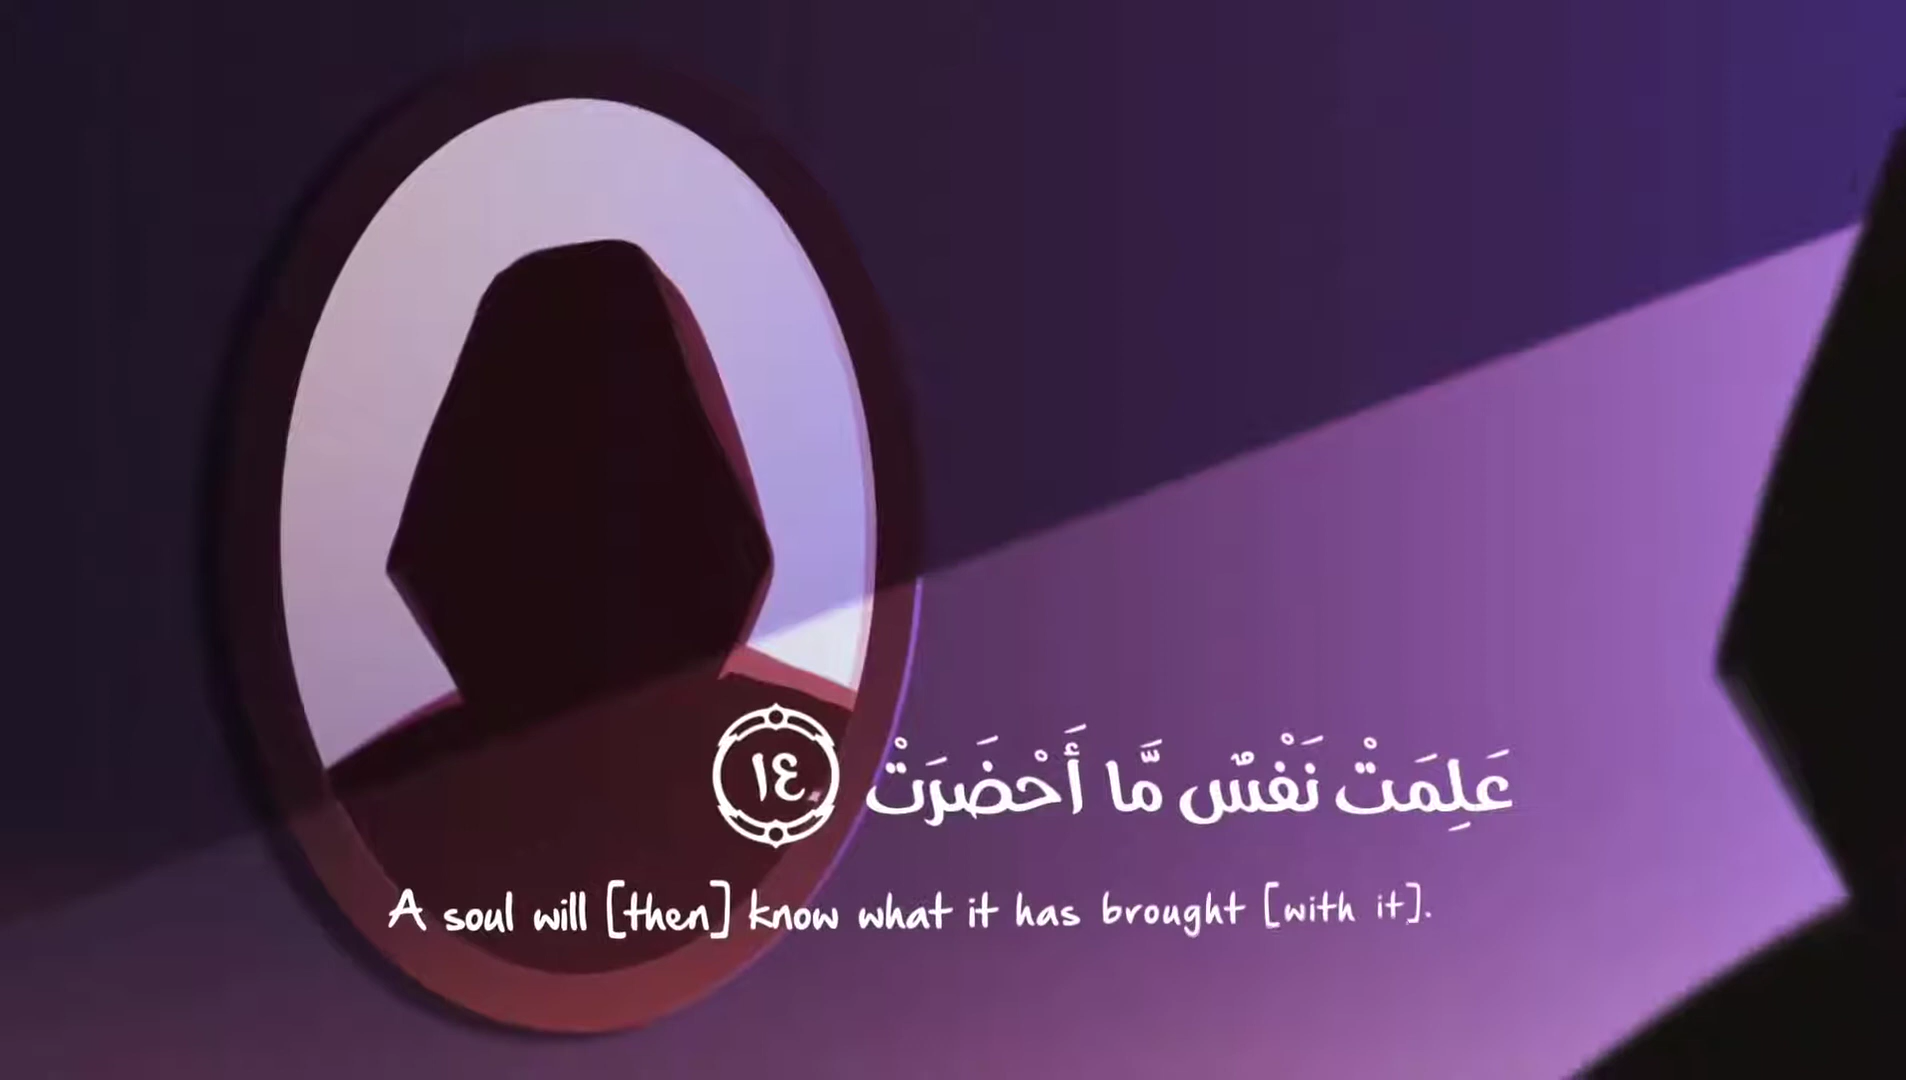 عَلِمَتْ نَفْسٌ مَّا أَحْضَرَتْ ١٤
A soul will [then] know what it has brought [with it].